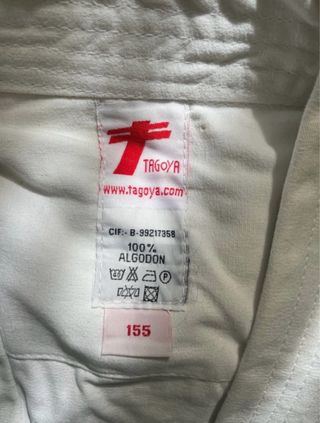 TAGOYA
www.tagoya.com
CIF:- B-99217358
100%
ALGODON
155